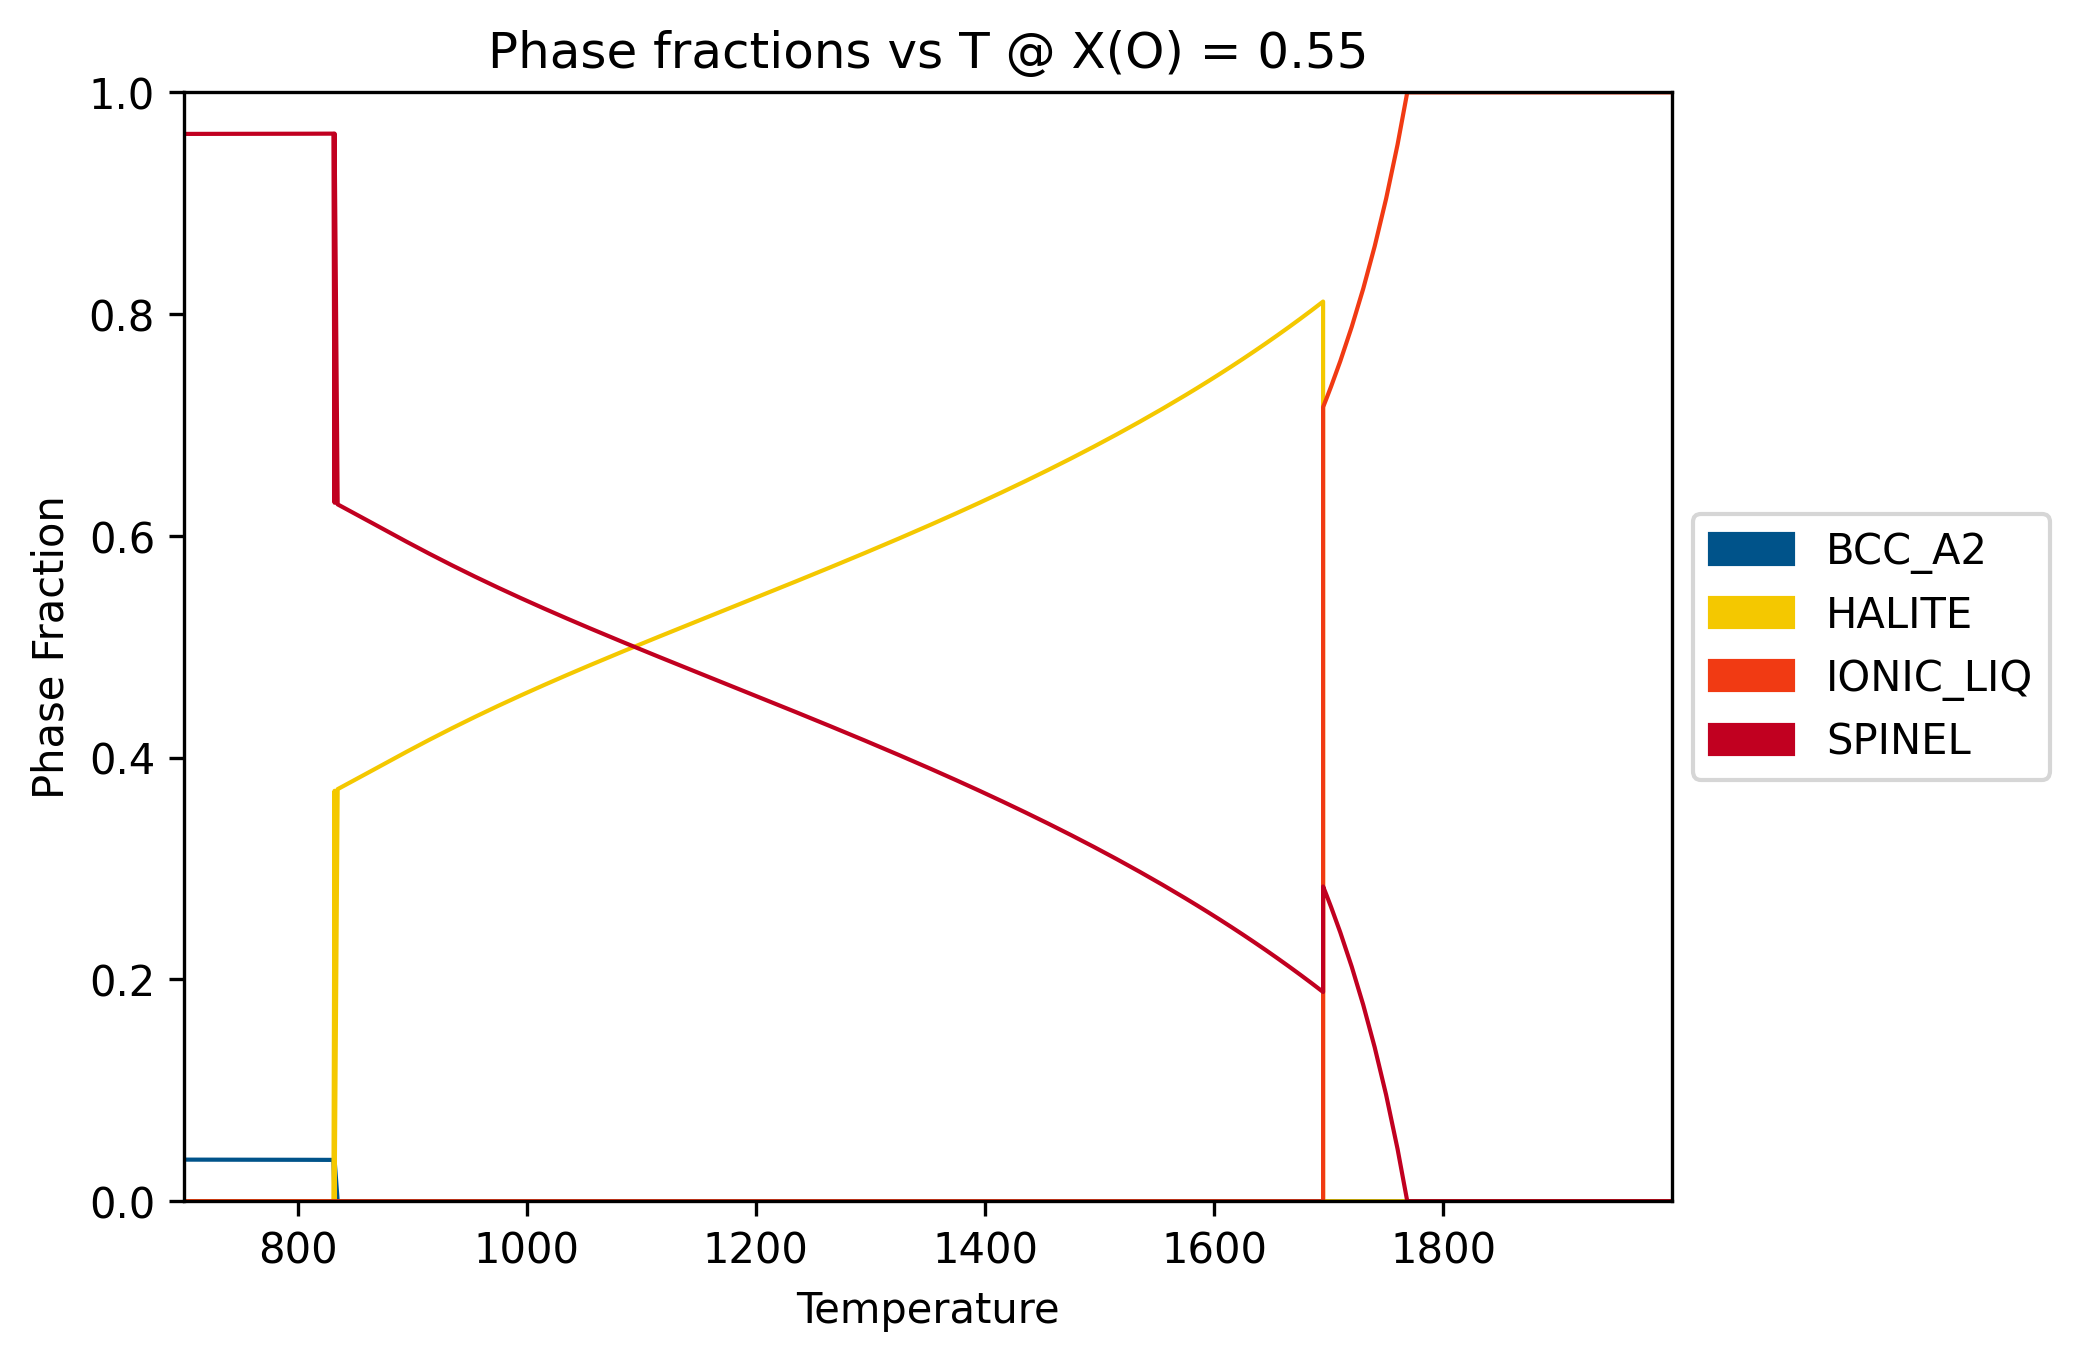 Phase fractions vs T @ X(O) = 0.55
1.0
0.8
0.6
0.4
0.2
0.0
Phase Fraction
800 1000 1200 1400 1600 1800
Temperature
BCC_A2
HALITE
IONIC_LIQ
SPINEL